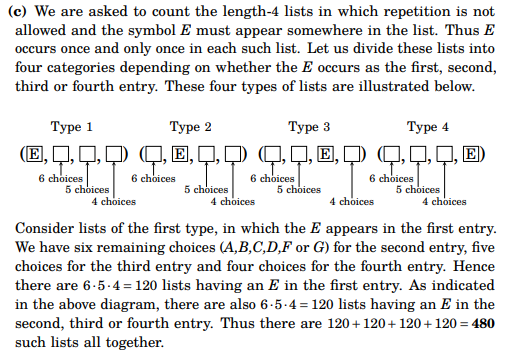 (c) We are asked to count the length-4 lists in which repetition is not
allowed and the symbol E must appear somewhere in the list. Thus E
occurs once and only once in each such list. Let us divide these lists into
four categories depending on whether the E occurs as the first, second,
third or fourth entry. These four types of lists are illustrated below.
Type 1 Type 2 Type 3 Type 4
(E, □, □, □) (□, E, □, □) (□, □, E, □) (□, □, □, E)
6 choices 6 choices 6 choices 6 choices
5 choices 5 choices 5 choices 5 choices
4 choices 4 choices 4 choices 4 choices
Consider lists of the first type, in which the E appears in the first entry.
We have six remaining choices (A,B,C,D,F or G) for the second entry, five
choices for the third entry and four choices for the fourth entry. Hence
there are 6·5·4 = 120 lists having an E in the first entry. As indicated
in the above diagram, there are also 6·5·4 = 120 lists having an E in the
second, third or fourth entry. Thus there are 120+120+120+120 = 480
such lists all together.